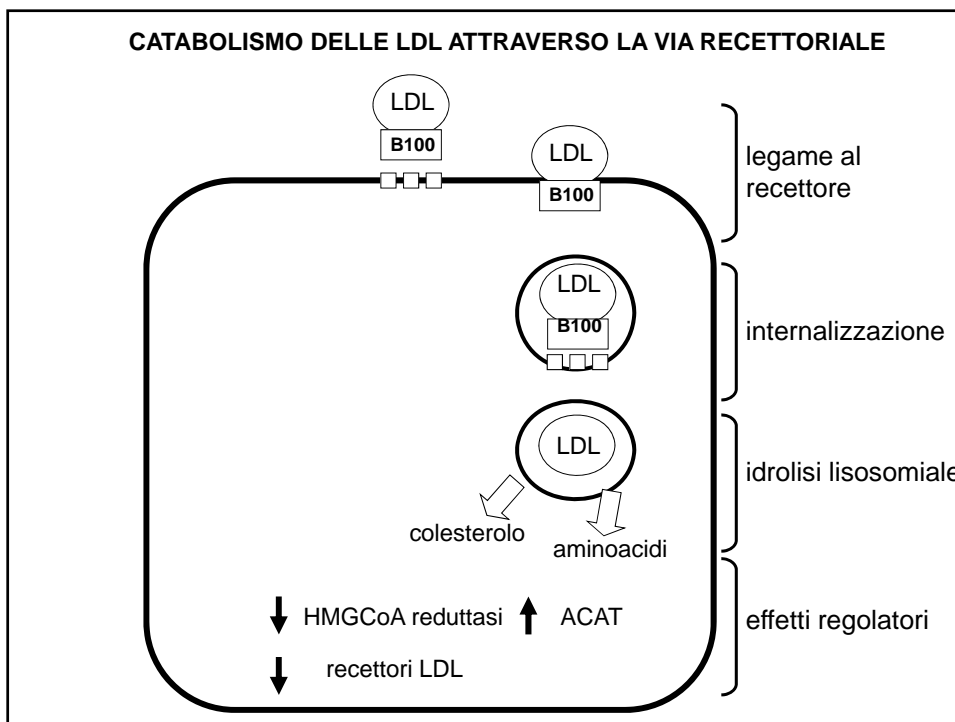 CATABOLISMO DELLE LDL ATTRAVERSO LA VIA RECETTORIALE
LDL
B100
LDL
B100
legame al
recettore
LDL
B100
internalizzazione
LDL
idrolisi lisosomiale
colesterolo
aminoacidi
HMGCoA reduttasi
ACAT
effetti regolatori
recettori LDL